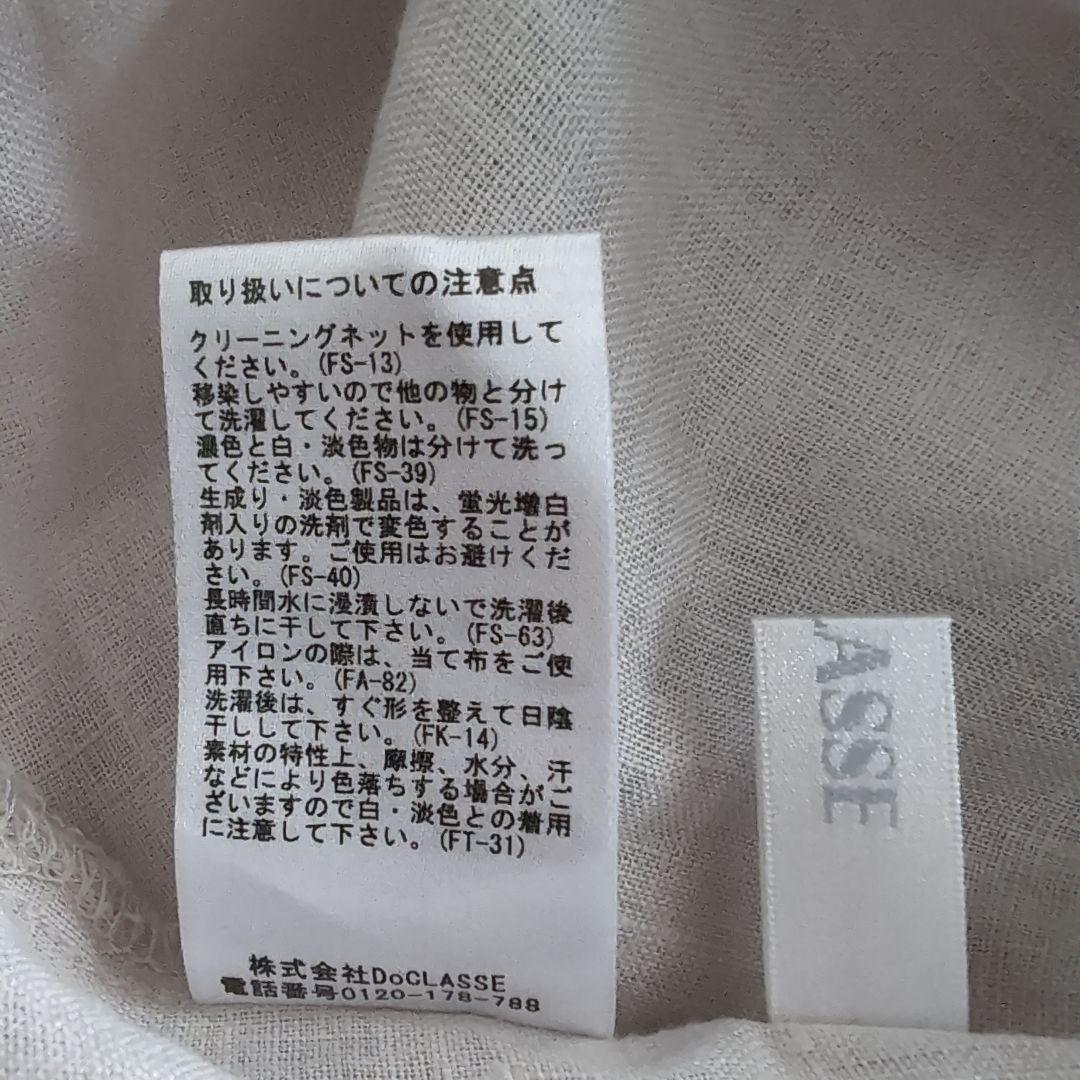 取り扱いについての注意点
クリーニングネットを使用して
ください。(FS-13)
移染しやすいので他の物と分け
て洗濯してください。(FS-15)
濃色と白・淡色物は分けて洗っ
てください。(FS-39)
生成り・淡色製品は、蛍光増白
剤入りの洗剤で変色することが
あります。ご使用はお避けくだ
さい。(FS-40)
長時間水に浸漬しないで洗濯後
直ちに干して下さい。(FS-63)
アイロンの際は、当て布をご使
用下さい。(FA-82)
洗濯後は、すぐ形を整えて日陰
干しして下さい。(FK-14)
素材の特性上、摩擦、水分、汗
などにより色落ちする場合がご
ざいますので白・淡色との着用
に注意して下さい。(FT-31)
株式会社DoCLASSE
電話番号0120-178-788
LASSE